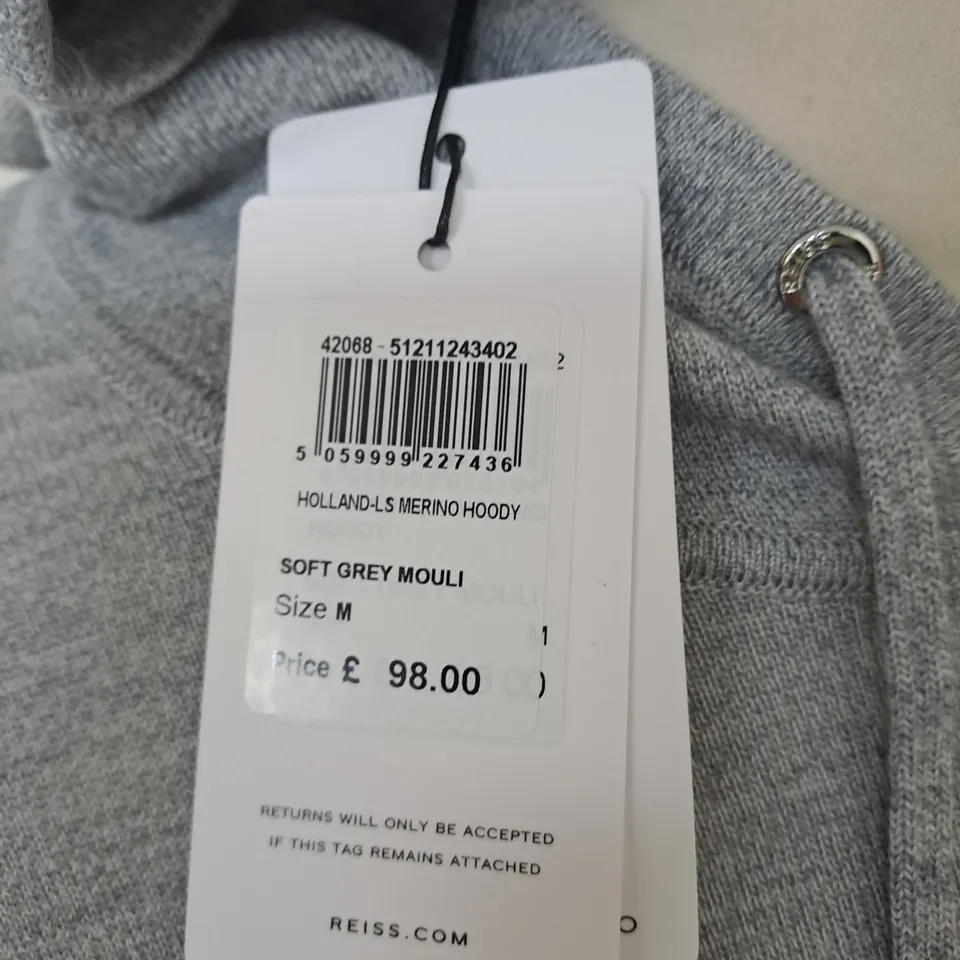 42068 - 51211243402
5 059999 227436
HOLLAND-LS MERINO HOODY
SOFT GREY MOULI
Size M
Price £ 98.00
RETURNS WILL ONLY BE ACCEPTED
IF THIS TAG REMAINS ATTACHED
REISS.COM